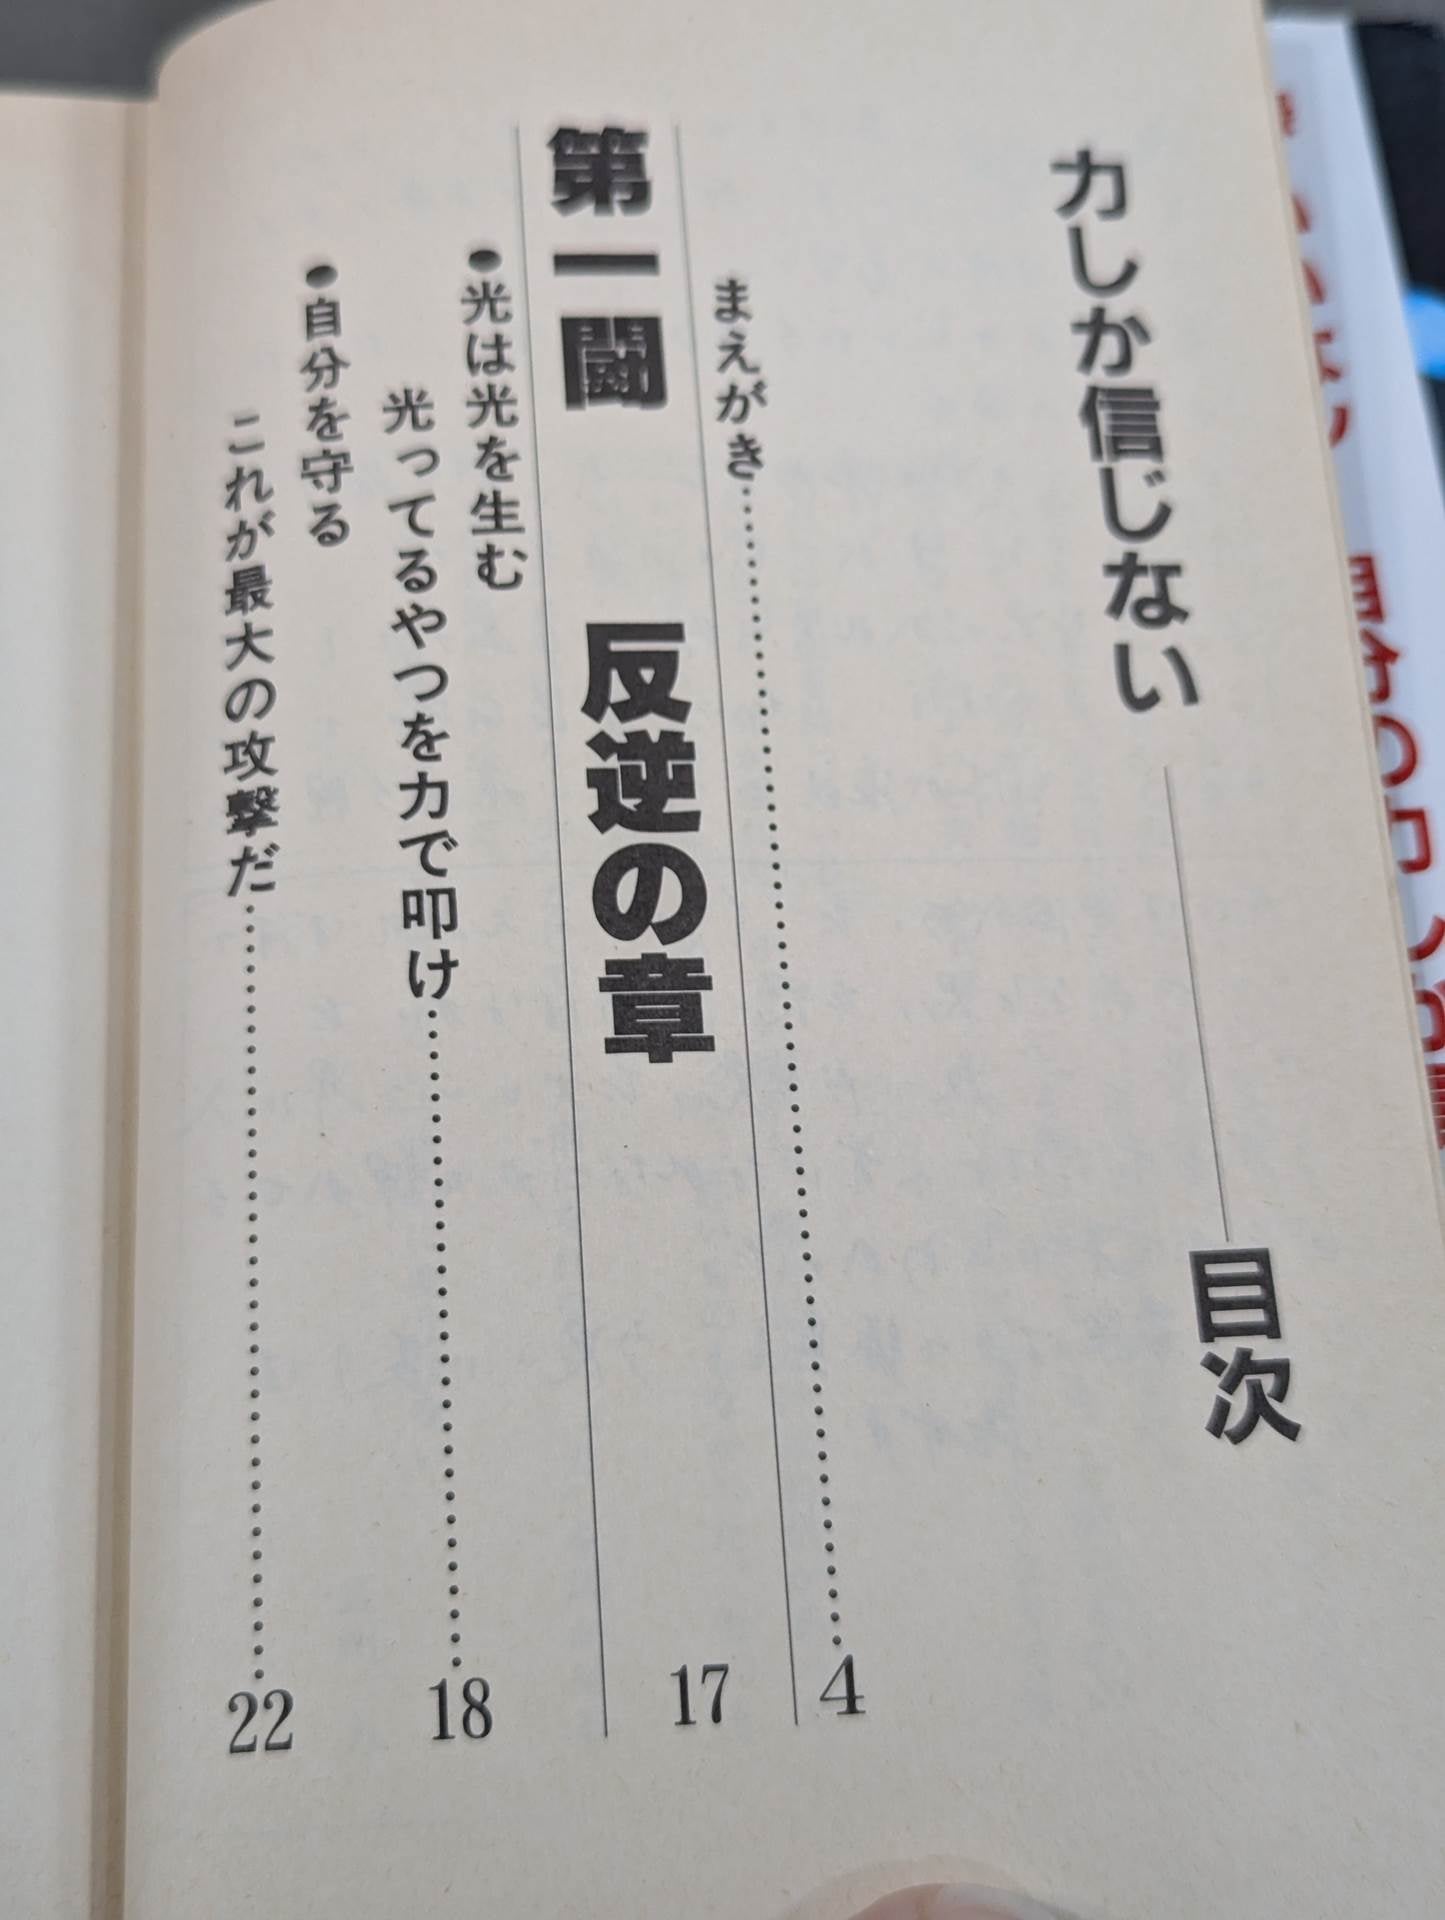 力しか信じない――目次
まえがき……………………4
第一闘 反逆の章 17
●光は光を生む
光ってるやつを力で叩け……………………18
●自分を守る
これが最大の攻撃だ……………………22